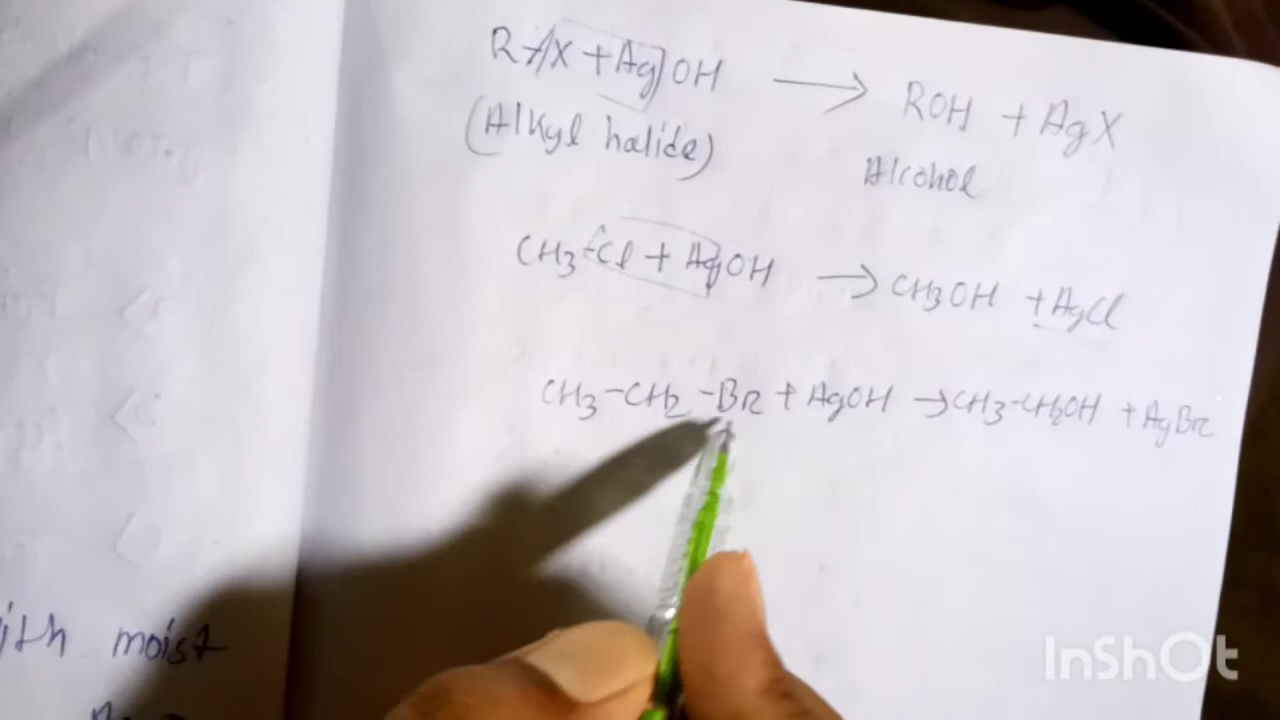 R-X + AgOH → ROH + AgX
(Alkyl halide) Alcohol
CH3-Cl + AgOH → CH3OH + AgCl
CH3-CH2-Br + AgOH → CH3-CH2OH + AgBr
ith moist
InShOt